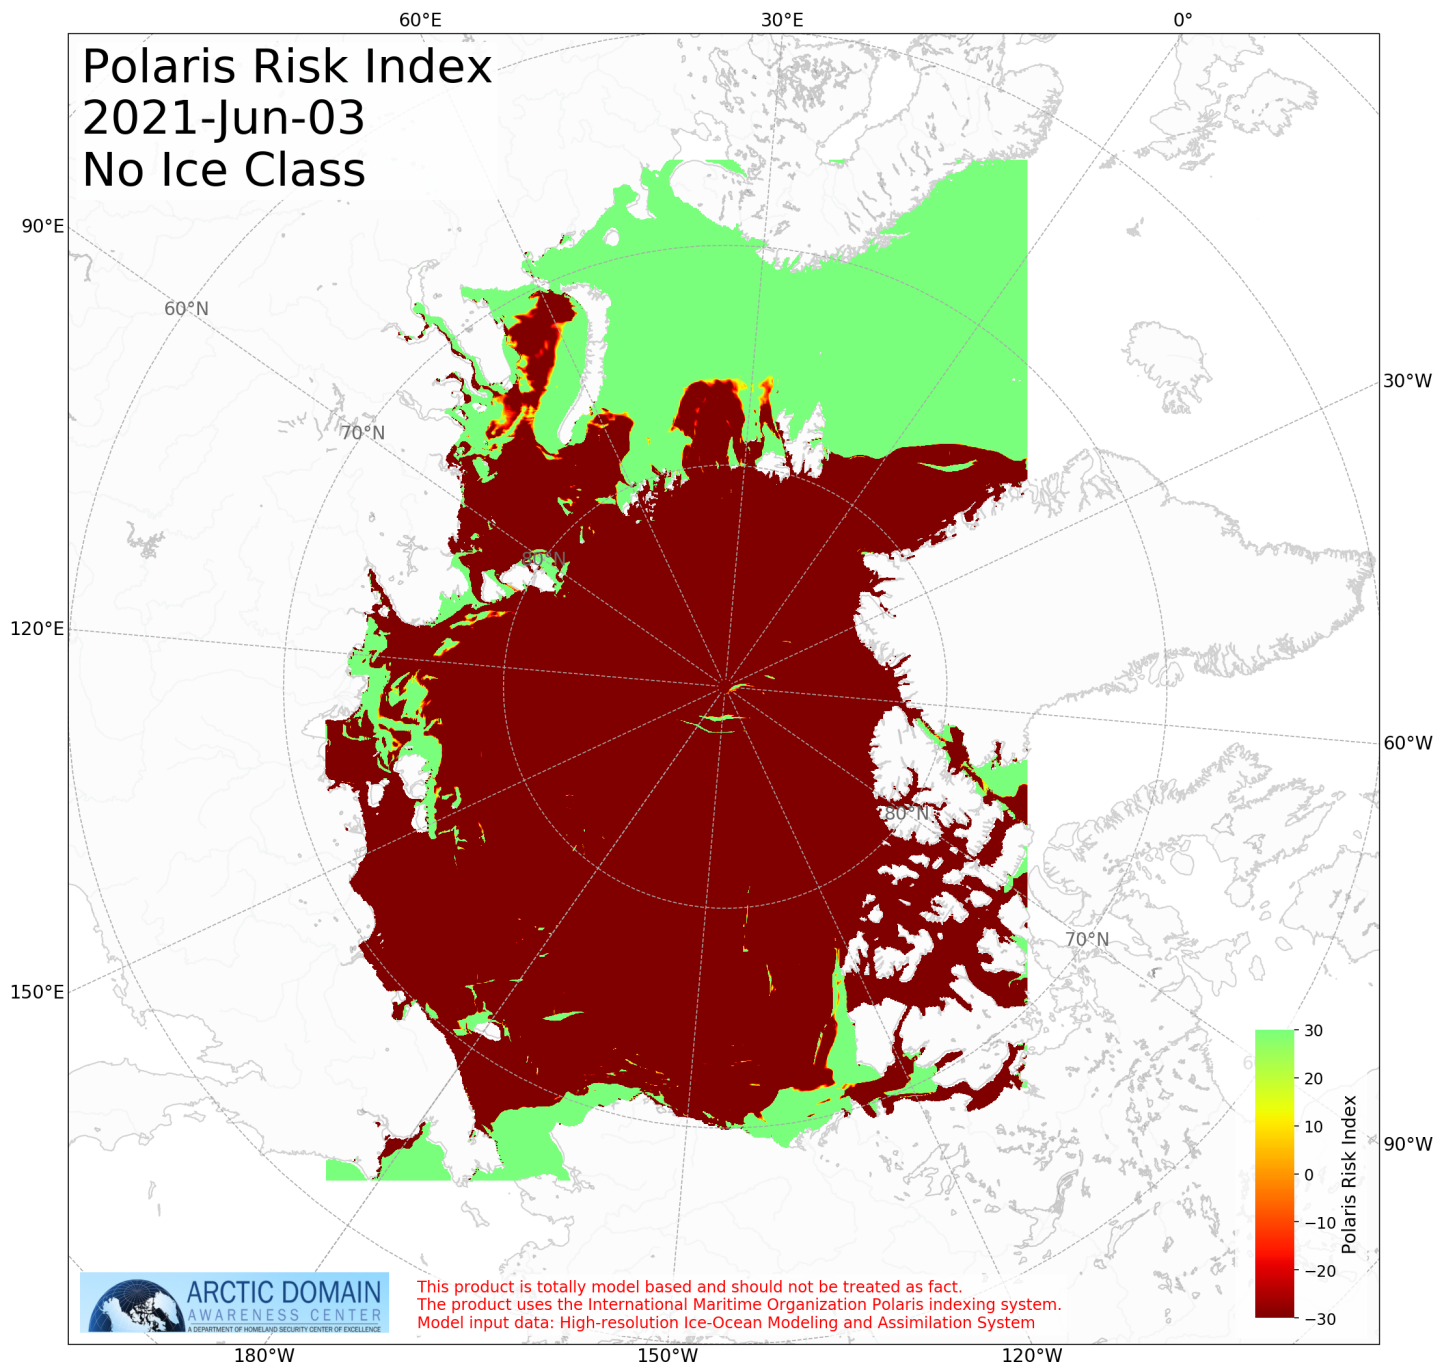 60°E
30°E
0°
Polaris Risk Index
2021-Jun-03
No Ice Class
90°E
60°N
30°W
70°N
80°N
120°E
60°W
80°N
70°N
150°E
30
20
10
0
−10
−20
−30
Polaris Risk Index
90°W
ARCTIC DOMAIN
AWARENESS CENTER
A DEPARTMENT OF HOMELAND SECURITY CENTER OF EXCELLENCE
This product is totally model based and should not be treated as fact.
The product uses the International Maritime Organization Polaris indexing system.
Model input data: High-resolution Ice-Ocean Modeling and Assimilation System
180°W
150°W
120°W